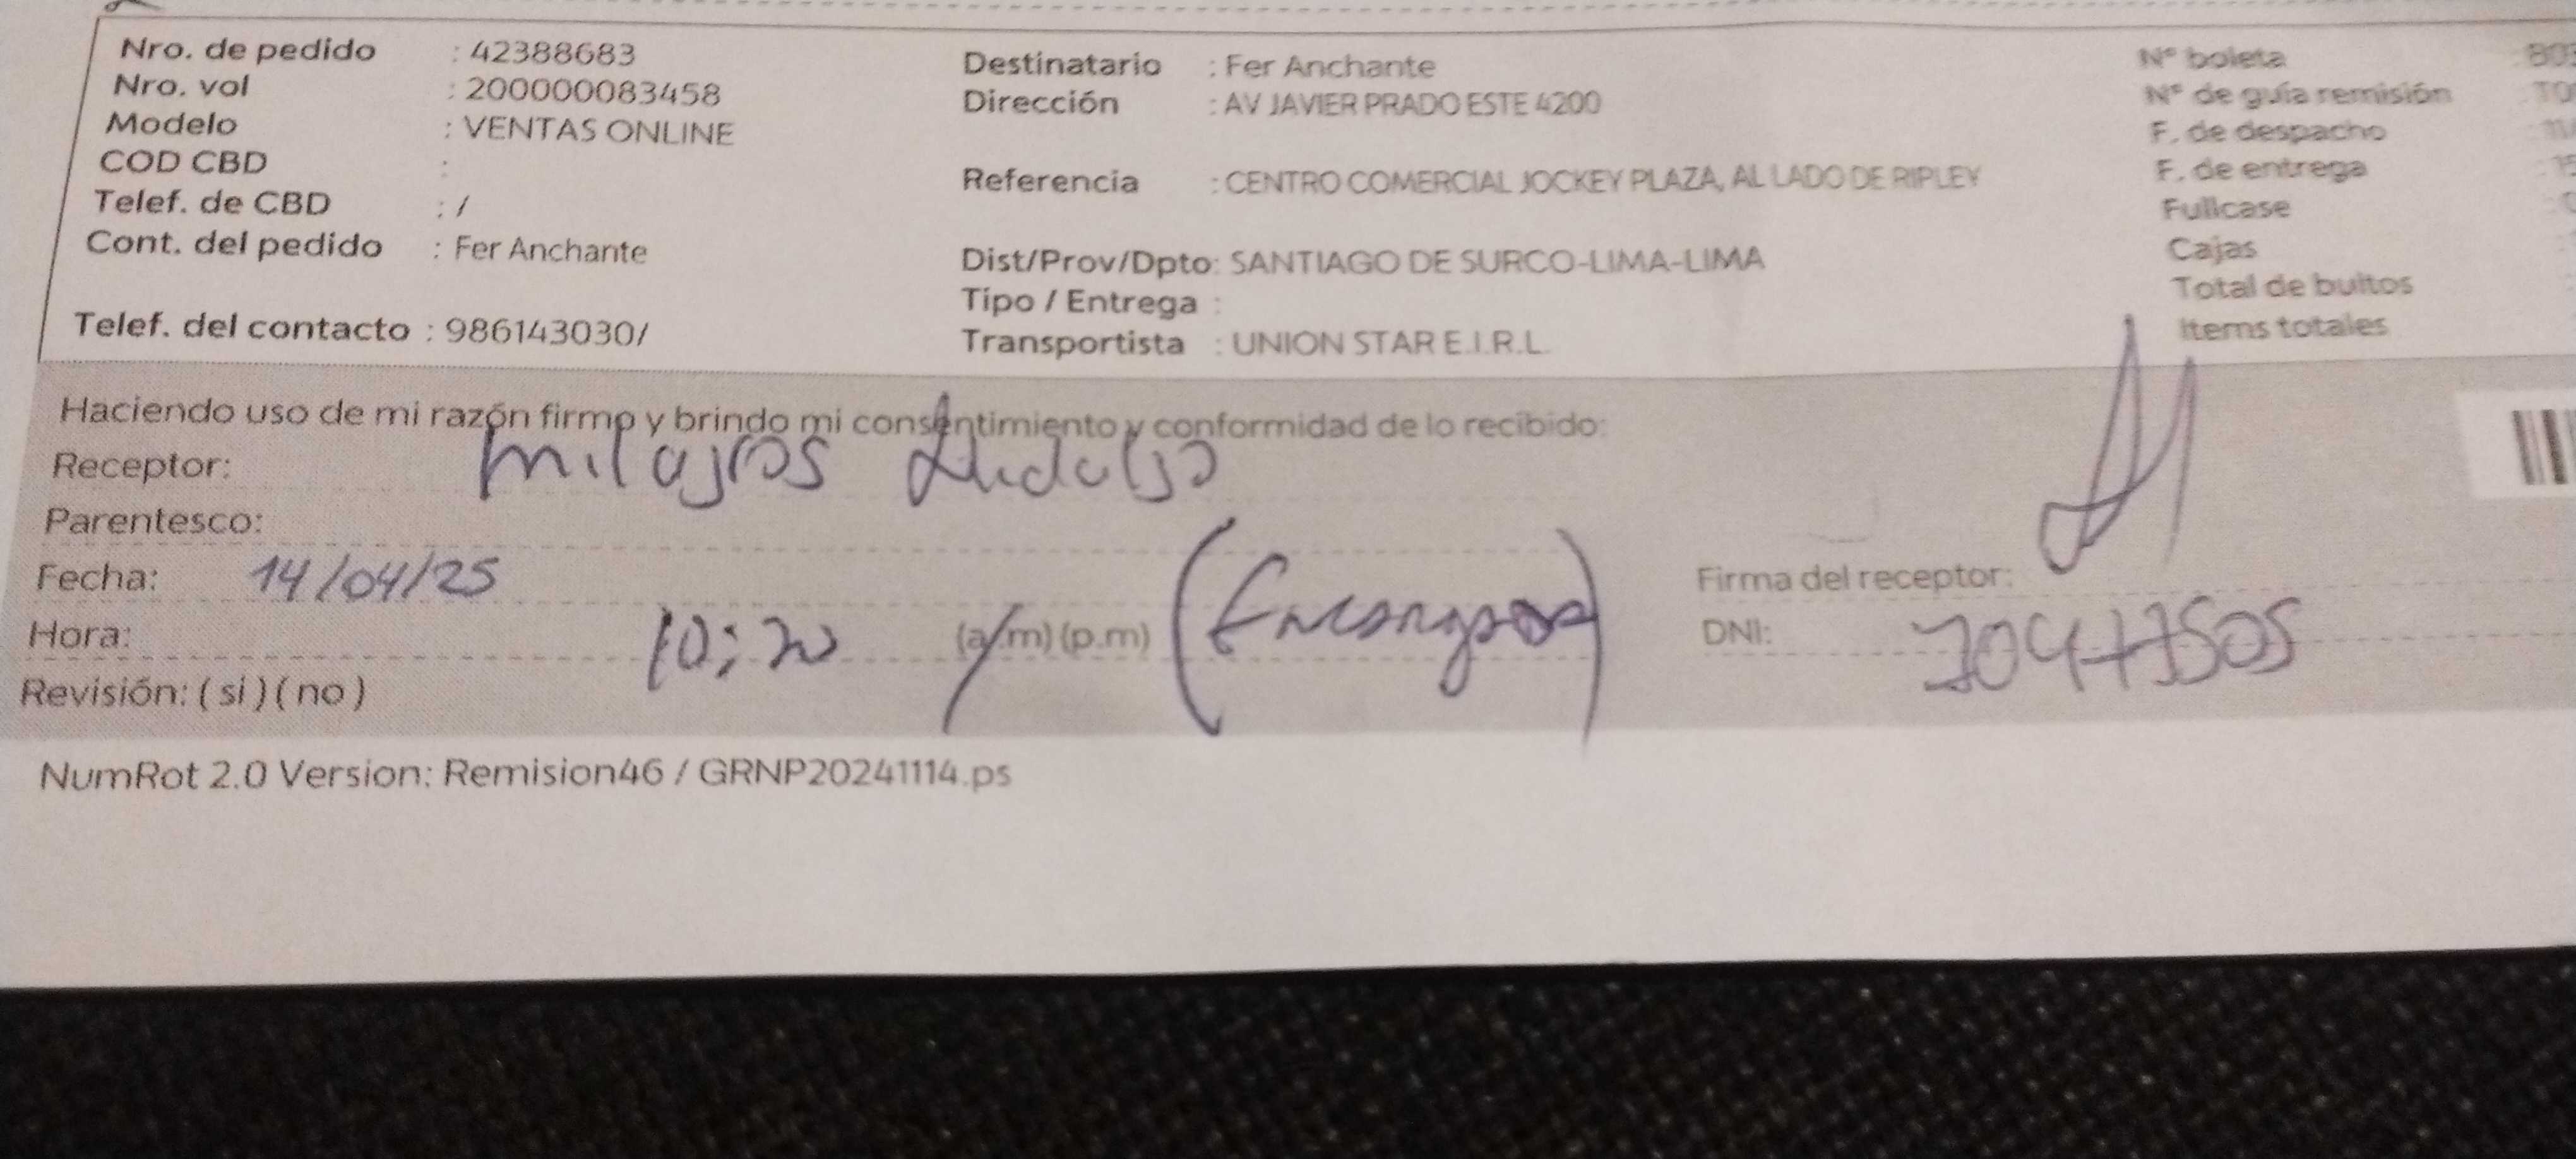 Nro. de pedido : 42388683
Nro. vol : 200000083458
Modelo : VENTAS ONLINE
COD CBD :
Telef. de CBD : /
Cont. del pedido : Fer Anchante
Telef. del contacto : 986143030/
Destinatario : Fer Anchante
Dirección : AV JAVIER PRADO ESTE 4200
Referencia : CENTRO COMERCIAL JOCKEY PLAZA, AL LADO DE RIPLEY
Dist/Prov/Dpto: SANTIAGO DE SURCO-LIMA-LIMA
Tipo / Entrega :
Transportista : UNION STAR E.I.R.L.
N° boleta
N° de guía remisión
F. de despacho
F. de entrega
Fullcase
Cajas
Total de bultos
Items totales
Haciendo uso de mi razón firmo y brindo mi consentimiento y conformidad de lo recibido:
Receptor: milagros
Parentesco:
Fecha: 14/04/25
Hora: 10:20 (a.m) (p.m)
Revisión: ( si ) ( no )
Firma del receptor:
DNI:
NumRot 2.0 Version: Remision46 / GRNP20241114.ps